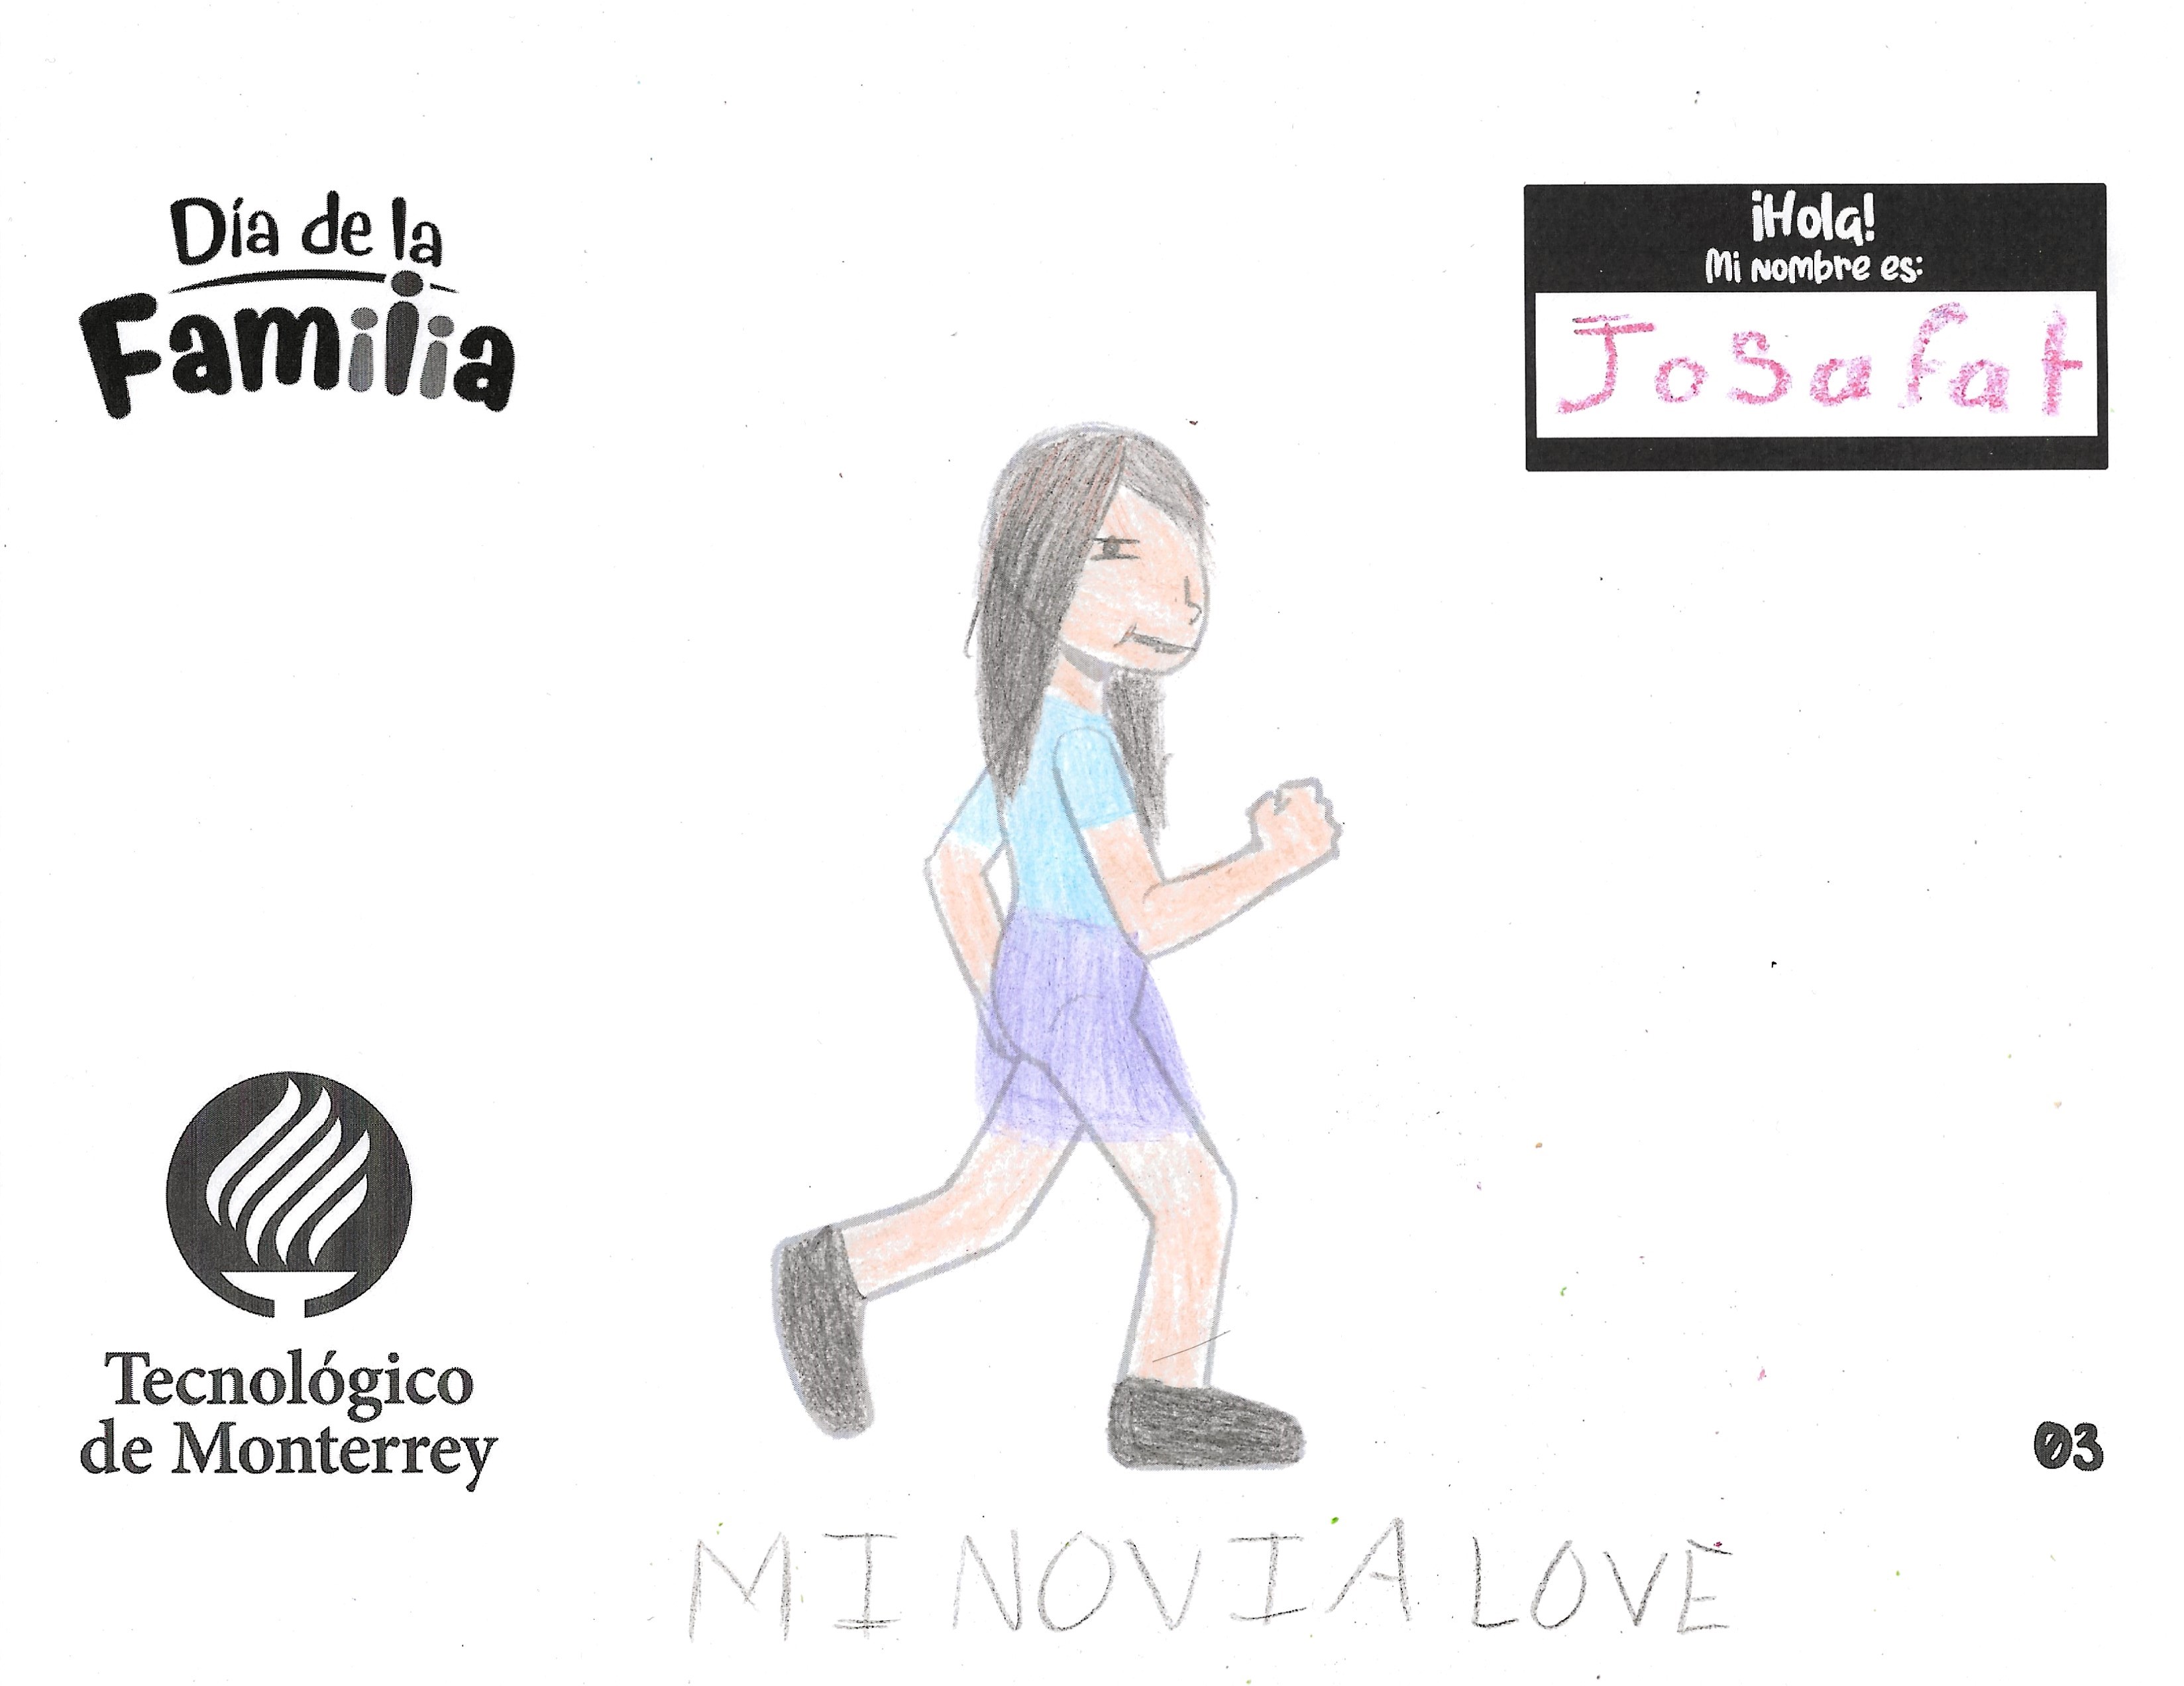 Día de la
Familia
¡Hola!
Mi nombre es:
Josafat
Tecnológico
de Monterrey
03
MI NOVIA LOVE